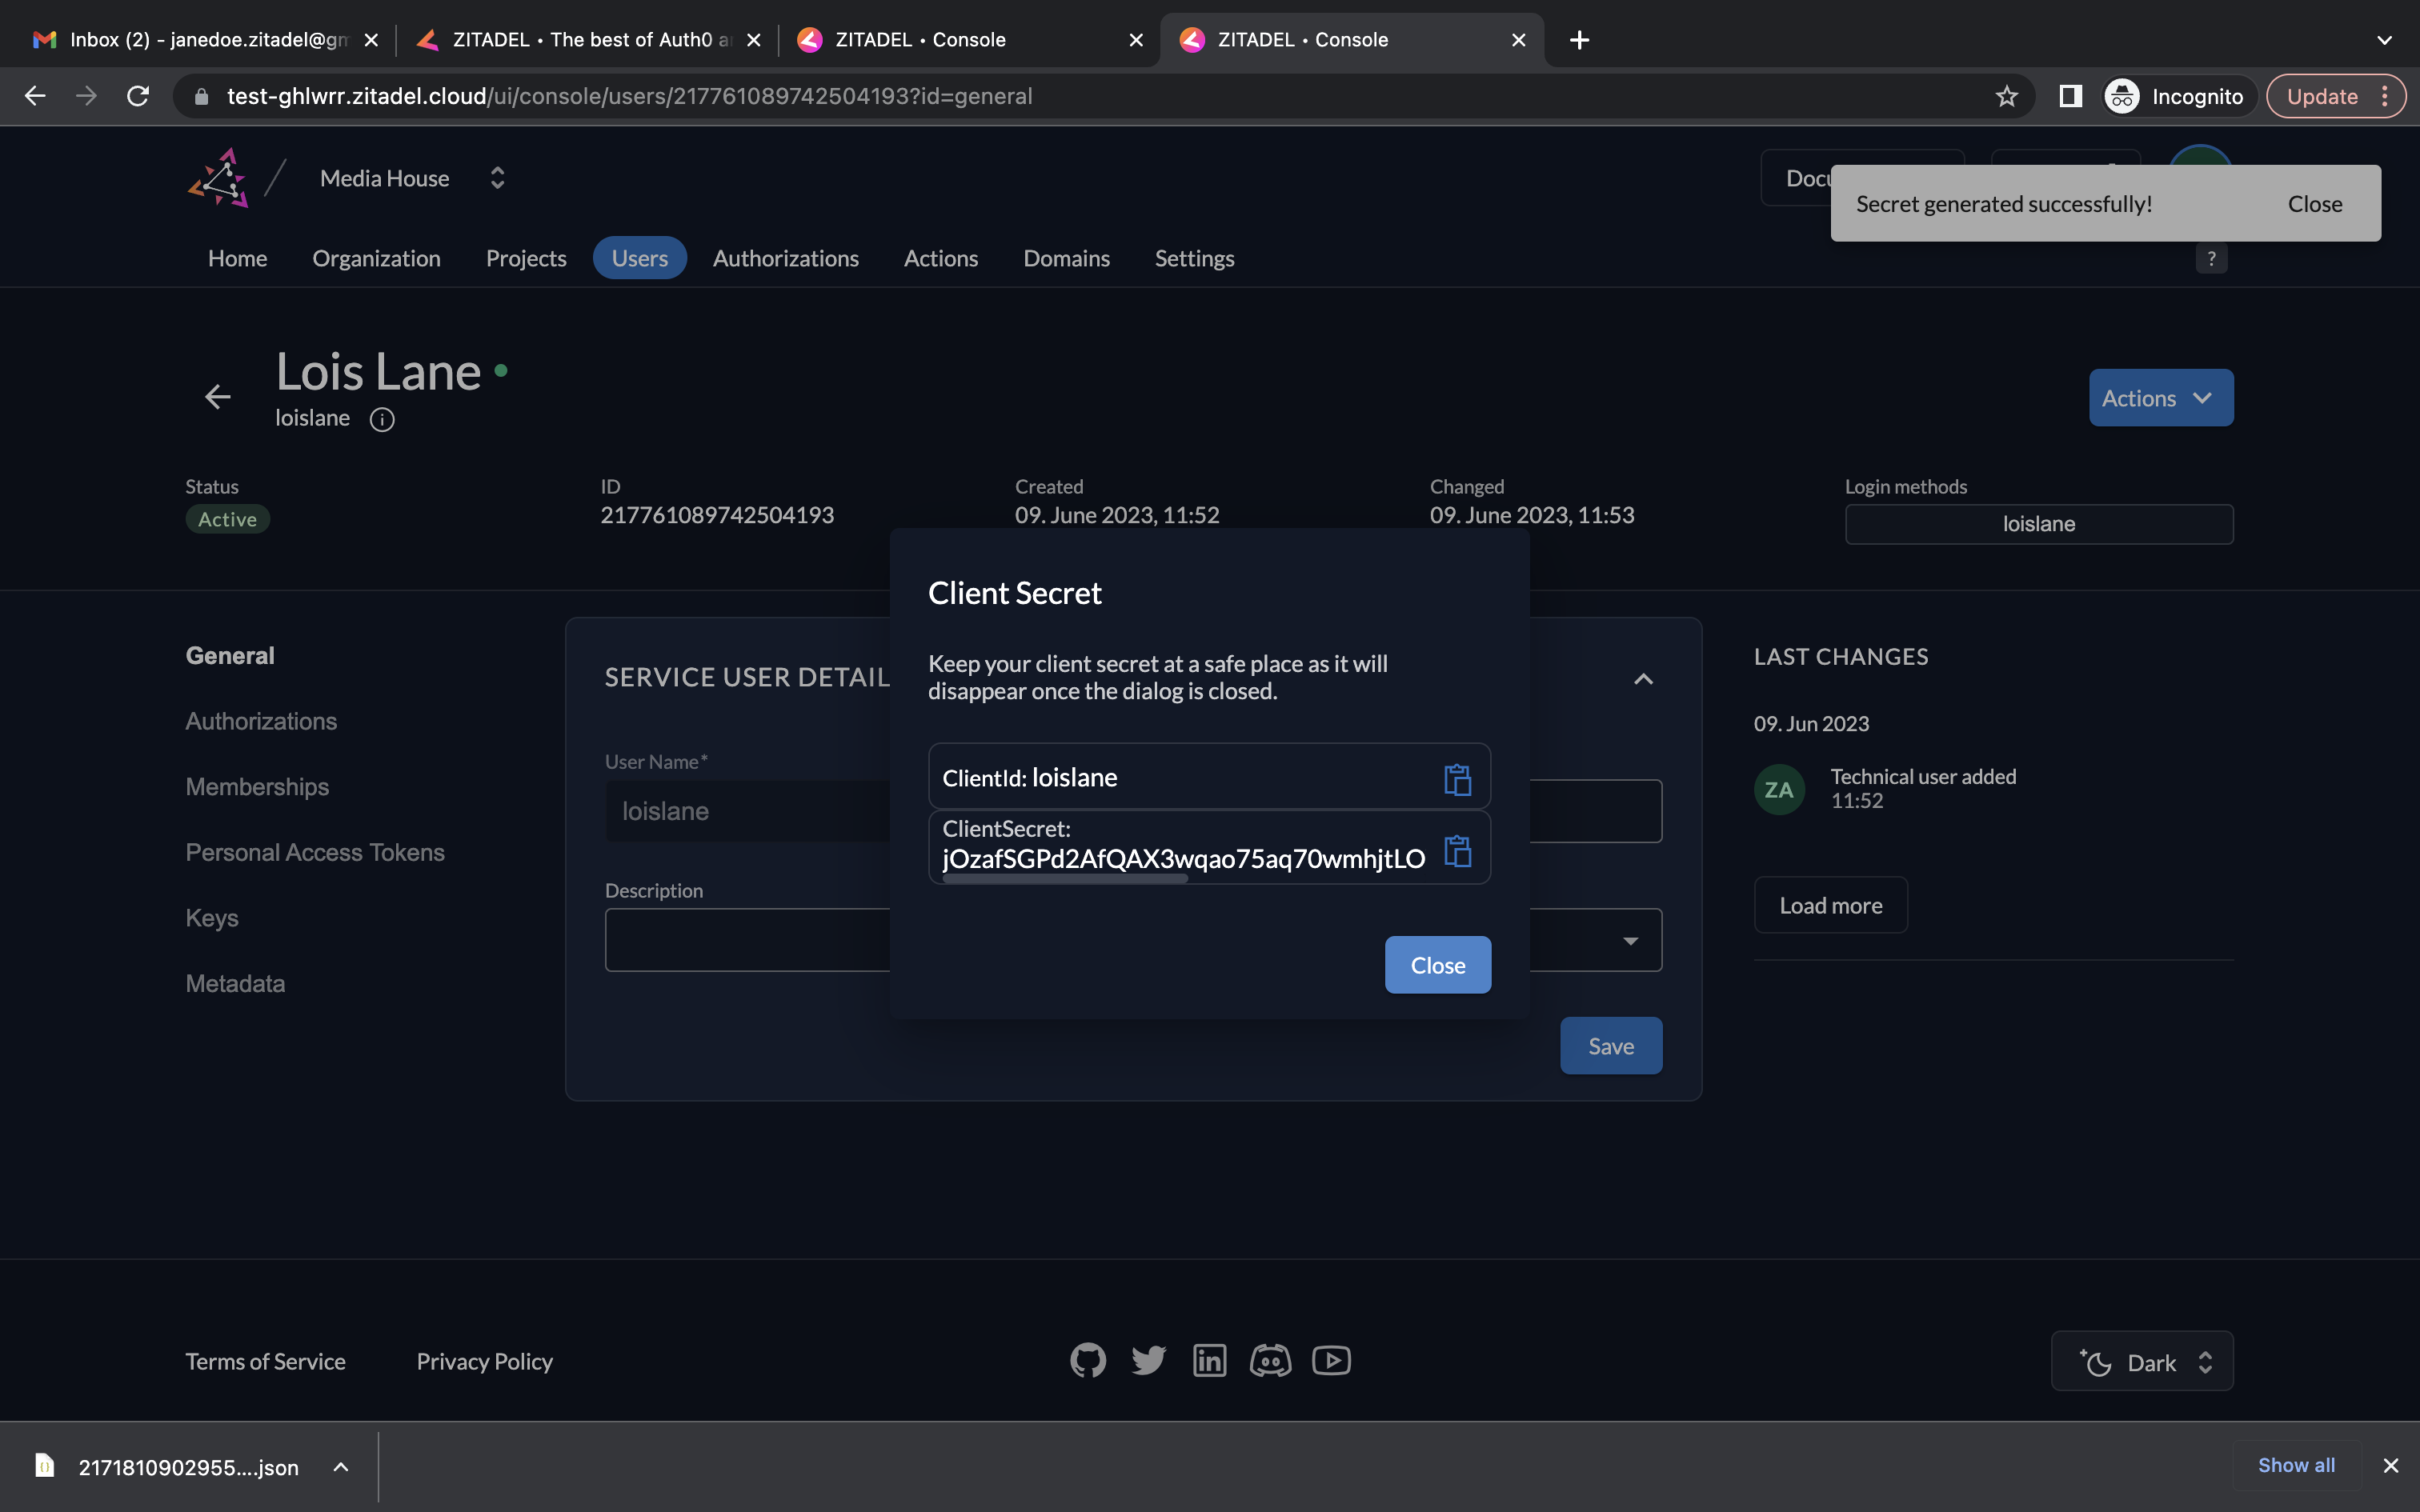 Inbox (2) - janedoe.zitadel@gm
ZITADEL • The best of Auth0 a
ZITADEL • Console
ZITADEL • Console
test-ghlwrr.zitadel.cloud/ui/console/users/217761089742504193?id=general
Incognito
Update
Media House
Docu
Secret generated successfully!
Close
Home
Organization
Projects
Users
Authorizations
Actions
Domains
Settings
?
Lois Lane
loislane
Actions
Status
Active
ID
217761089742504193
Created
09. June 2023, 11:52
Changed
09. June 2023, 11:53
Login methods
loislane
General
Authorizations
Memberships
Personal Access Tokens
Keys
Metadata
SERVICE USER DETAIL
User Name*
loislane
Description
Save
Client Secret
Keep your client secret at a safe place as it will
disappear once the dialog is closed.
ClientId: loislane
ClientSecret:
jOzafSGPd2AfQAX3wqao75aq70wmhjtLO
Close
LAST CHANGES
09. Jun 2023
ZA
Technical user added
11:52
Load more
Terms of Service
Privacy Policy
Dark
2171810902955....json
Show all